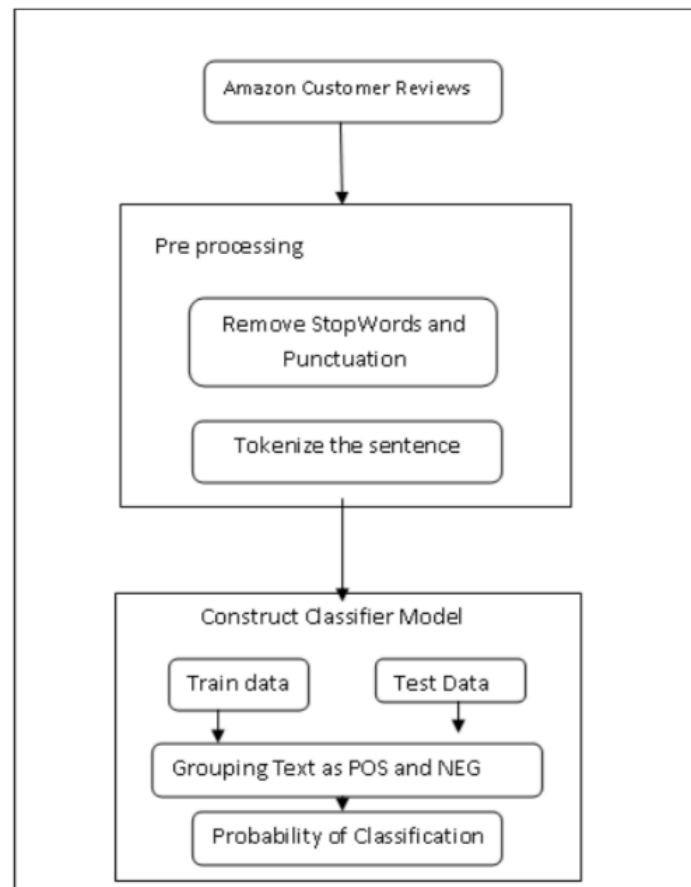 Amazon Customer Reviews
Pre processing
Remove StopWords and
Punctuation
Tokenize the sentence
Construct Classifier Model
Train data
Test Data
Grouping Text as POS and NEG
Probability of Classification